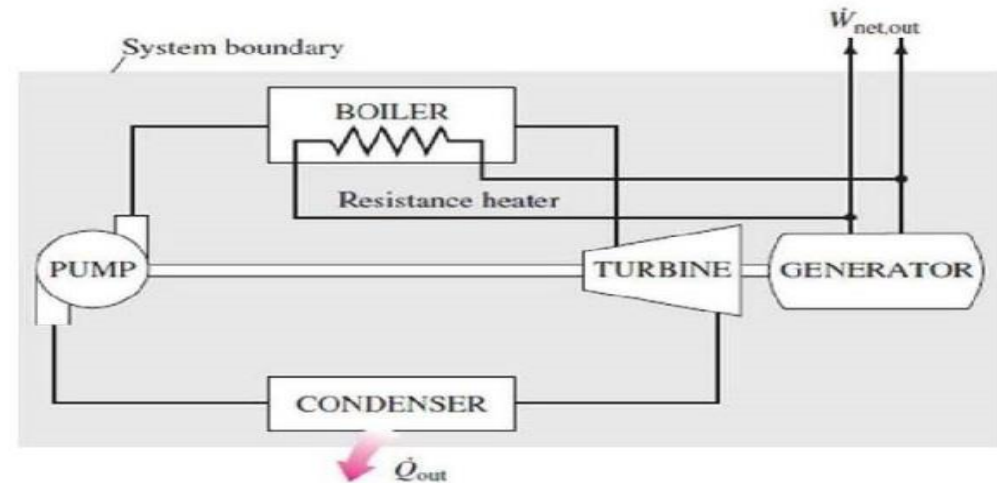 Ẇnet,out
System boundary
BOILER
Resistance heater
PUMP
TURBINE
GENERATOR
CONDENSER
Q̇out